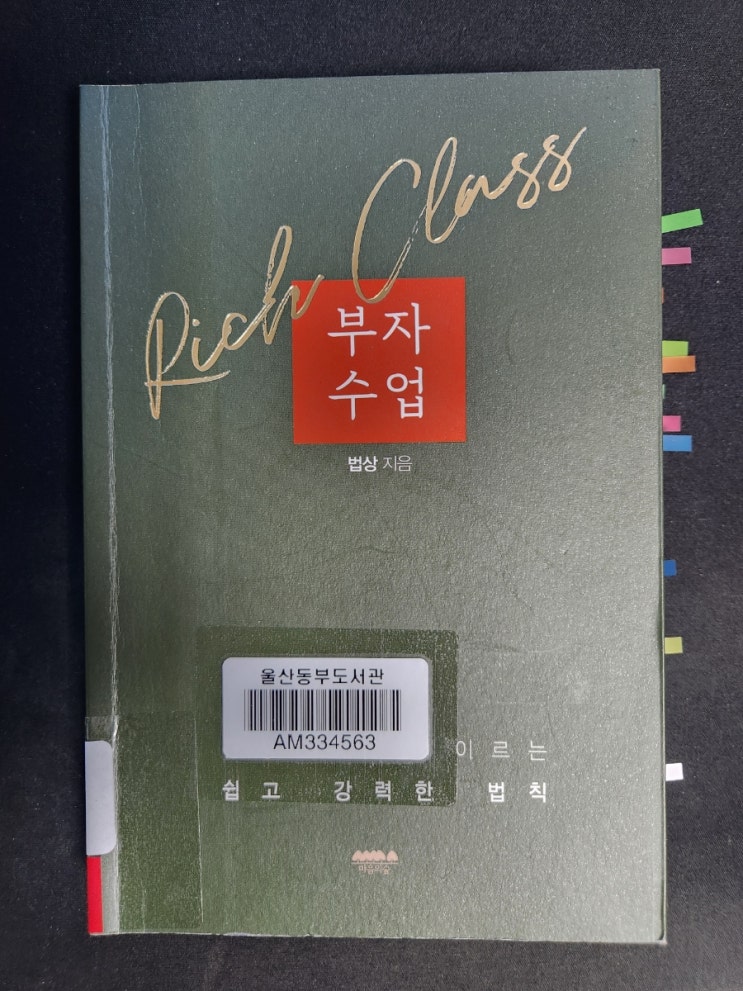 Rich Class
부자
수업
법상 지음
울산동부도서관
AM334563
이르는
쉽고 강력한 법칙